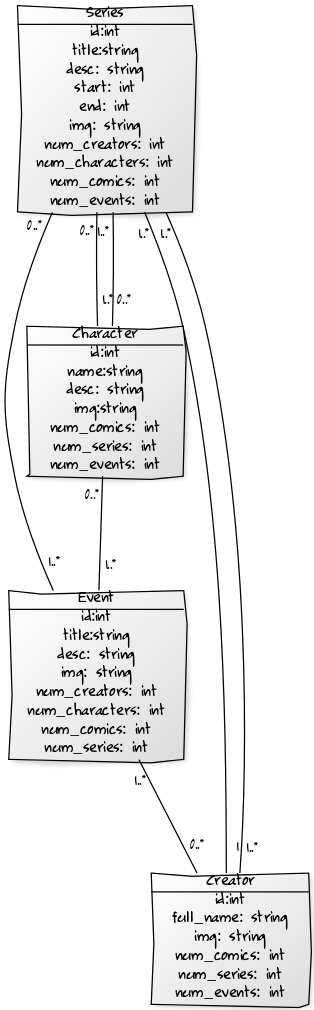 Series
id:int
title:string
desc: string
start: int
end: int
img: string
num_creators: int
num_characters: int
num_comics: int
num_events: int
0..*
0..*
1..*
1..*
1..*
1..*
0..*
Character
id:int
name:string
desc: string
img:string
num_comics: int
num_series: int
num_events: int
0..*
1..*
1..*
Event
id:int
title:string
desc: string
img: string
num_creators: int
num_characters: int
num_comics: int
num_series: int
1..*
0..*
1..*
Creator
id:int
full_name: string
img: string
num_comics: int
num_series: int
num_events: int